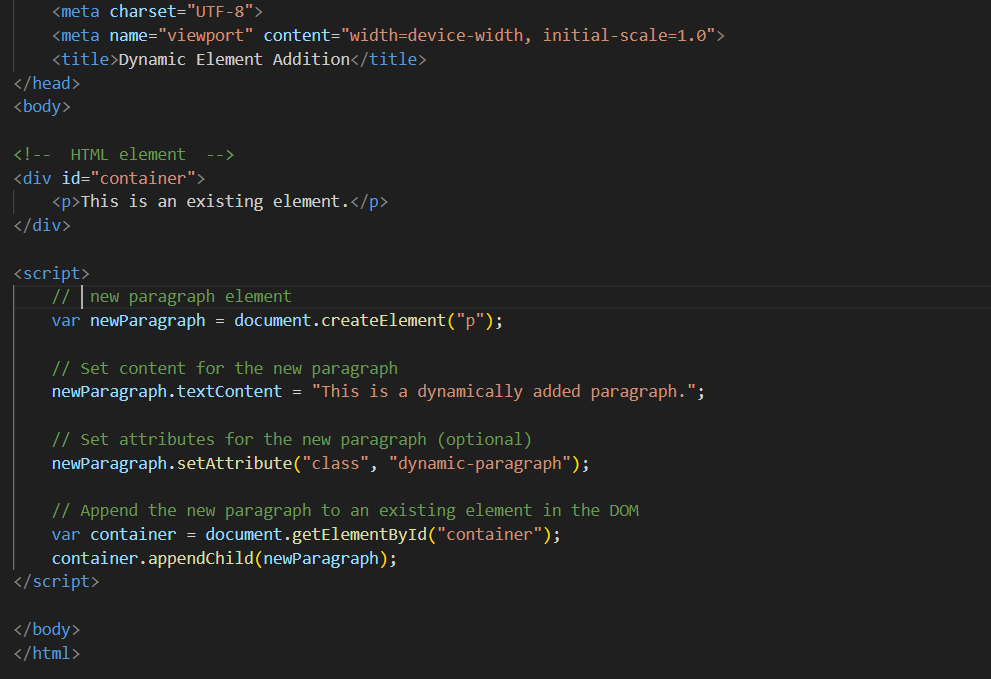 <meta charset="UTF-8">
<meta name="viewport" content="width=device-width, initial-scale=1.0">
<title>Dynamic Element Addition</title>
</head>
<body>
<!--  HTML element  -->
<div id="container">
<p>This is an existing element.</p>
</div>
<script>
//  new paragraph element
var newParagraph = document.createElement("p");
// Set content for the new paragraph
newParagraph.textContent = "This is a dynamically added paragraph.";
// Set attributes for the new paragraph (optional)
newParagraph.setAttribute("class", "dynamic-paragraph");
// Append the new paragraph to an existing element in the DOM
var container = document.getElementById("container");
container.appendChild(newParagraph);
</script>
</body>
</html>